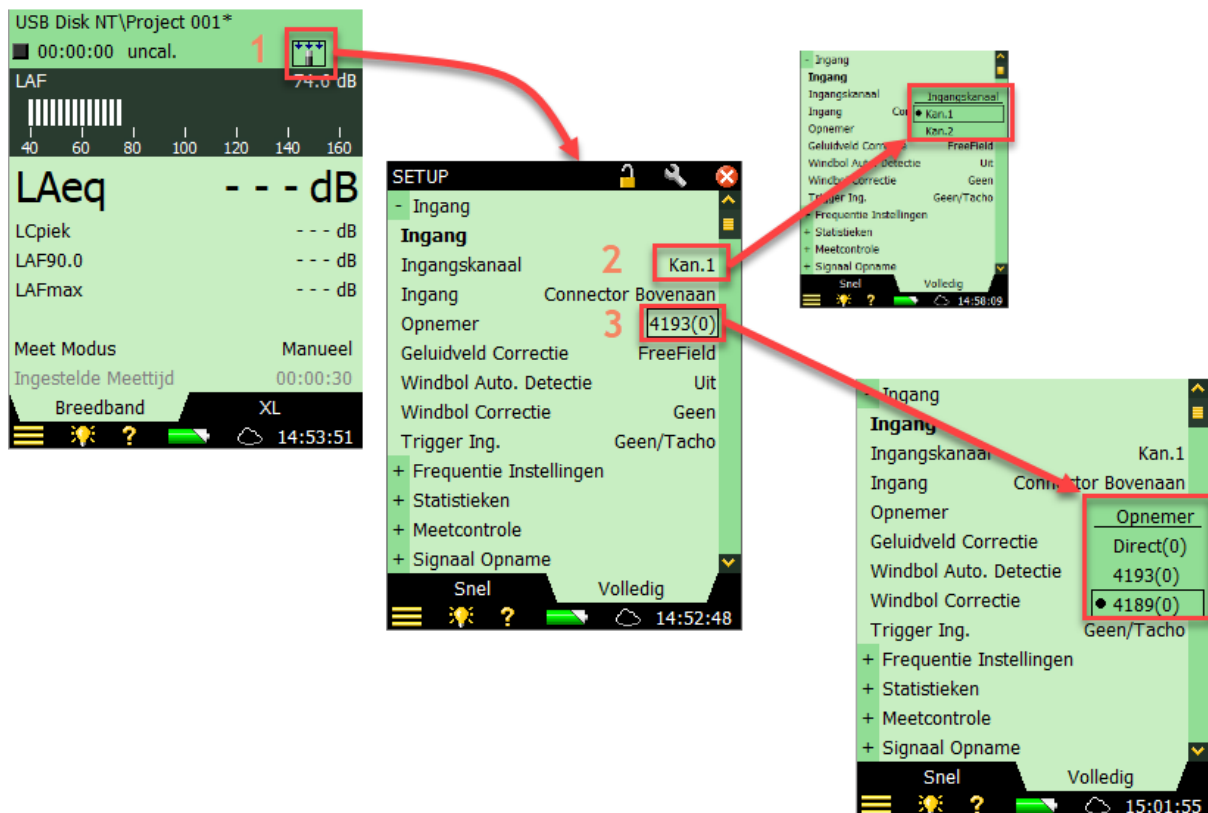 USB Disk NT\Project 001*
00:00:00 uncal.
1
LAF 74.6 dB
40 60 80 100 120 140 160
LAeq - - - dB
LCpiek - - - dB
LAF90.0 - - - dB
LAFmax - - - dB
Meet Modus Manueel
Ingestelde Meettijd 00:00:30
Breedband XL
? 14:53:51
SETUP
- Ingang
Ingang
Ingangskanaal 2 Kan.1
Ingang Connector Bovenaan
Opnemer 3 4193(0)
Geluidveld Correctie FreeField
Windbol Auto. Detectie Uit
Windbol Correctie Geen
Trigger Ing. Geen/Tacho
+ Frequentie Instellingen
+ Statistieken
+ Meetcontrole
+ Signaal Opname
Snel Volledig
? 14:52:48
- Ingang
Ingang
Ingangskanaal Ingangskanaal
Ingang Con Kan.1
Opnemer Kan.2
Geluidveld Correctie FreeField
Windbol Auto. Detectie Uit
Windbol Correctie Geen
Trigger Ing. Geen/Tacho
+ Frequentie Instellingen
+ Statistieken
+ Meetcontrole
+ Signaal Opname
Snel Volledig
? 14:58:09
- Ingang
Ingang
Ingangskanaal Kan.1
Ingang Connector Bovenaan
Opnemer Opnemer
Geluidveld Correctie Direct(0)
Windbol Auto. Detectie 4193(0)
Windbol Correctie 4189(0)
Trigger Ing. Geen/Tacho
+ Frequentie Instellingen
+ Statistieken
+ Meetcontrole
+ Signaal Opname
Snel Volledig
? 15:01:55